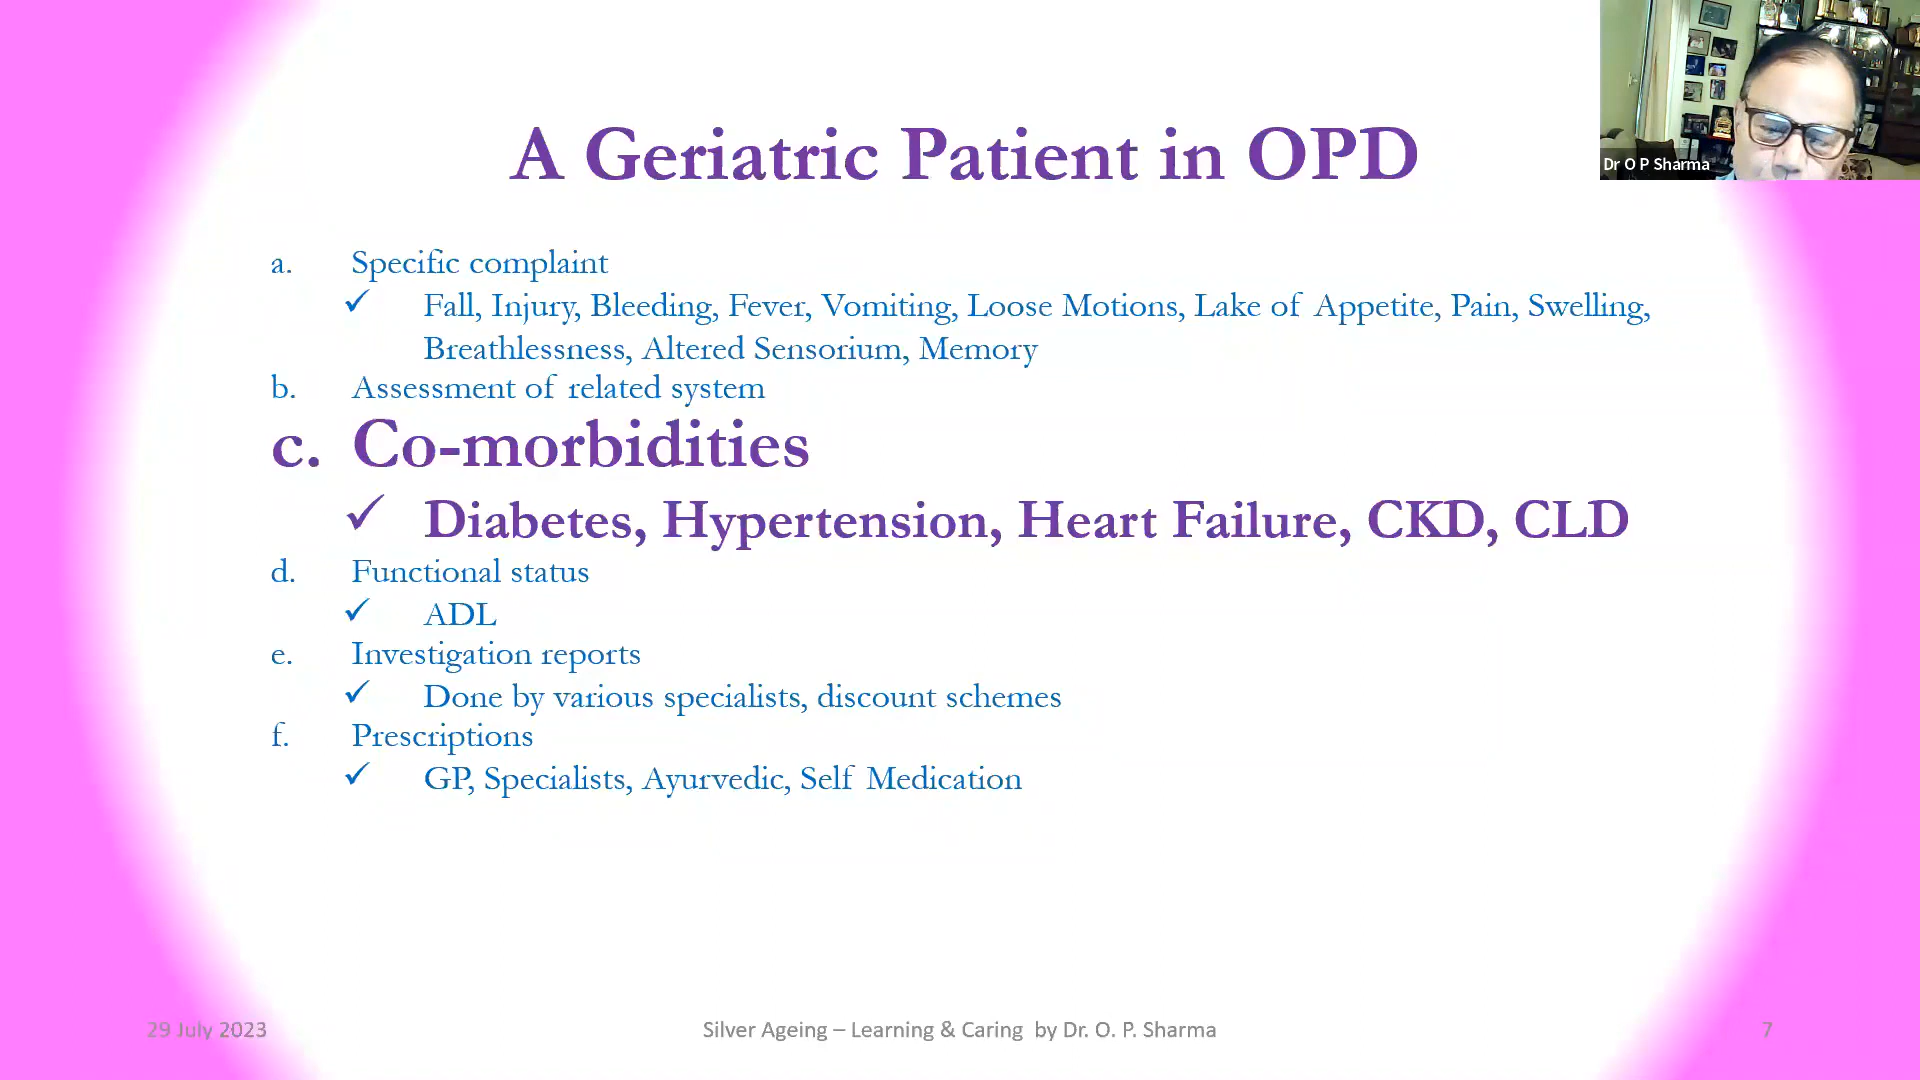 A Geriatric Patient in OPD
Dr O P Sharma
a. Specific complaint
✓ Fall, Injury, Bleeding, Fever, Vomiting, Loose Motions, Lake of Appetite, Pain, Swelling,
Breathlessness, Altered Sensorium, Memory
b. Assessment of related system
c. Co-morbidities
✓ Diabetes, Hypertension, Heart Failure, CKD, CLD
d. Functional status
✓ ADL
e. Investigation reports
✓ Done by various specialists, discount schemes
f. Prescriptions
✓ GP, Specialists, Ayurvedic, Self Medication
29 July 2023
Silver Ageing – Learning & Caring by Dr. O. P. Sharma
7